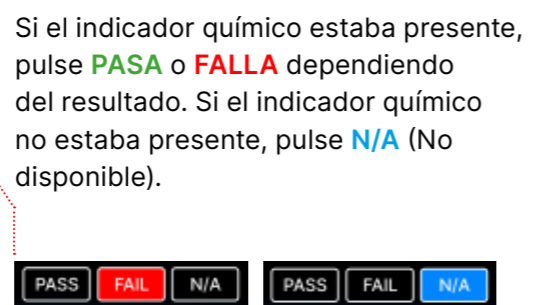 Si el indicador químico estaba presente,
pulse PASA o FALLA dependiendo
del resultado. Si el indicador químico
no estaba presente, pulse N/A (No
disponible).
PASS FAIL N/A PASS FAIL N/A